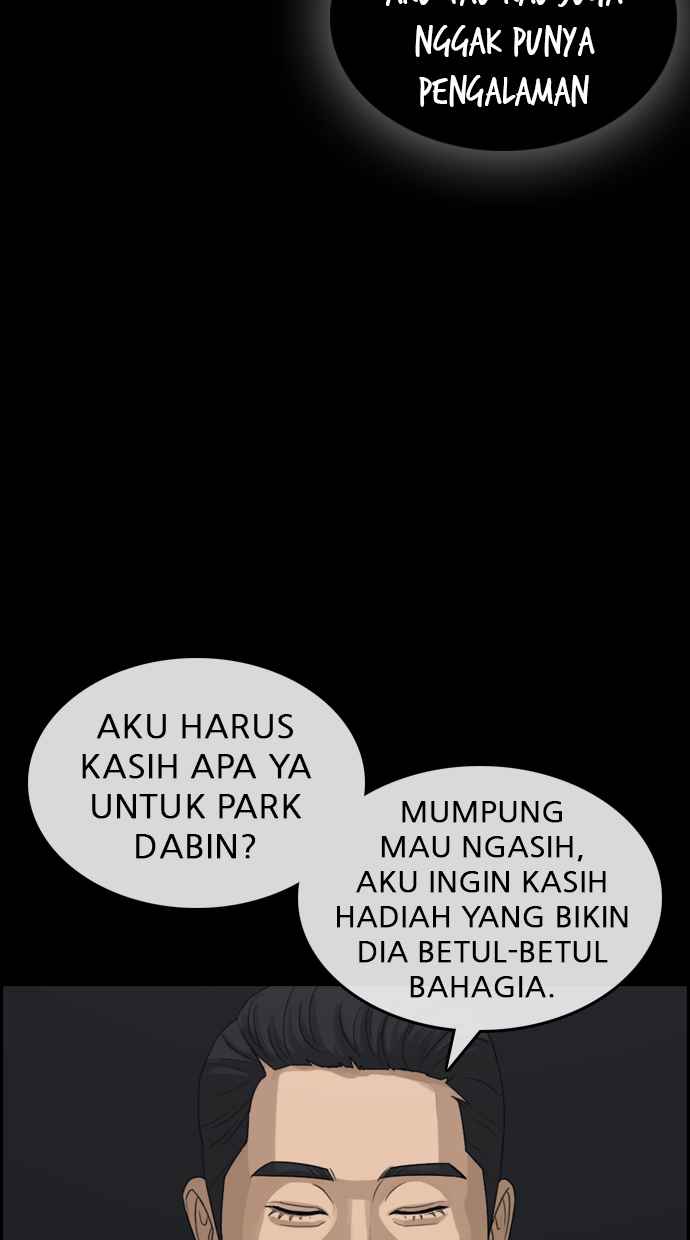 NGGAK PUNYA
PENGALAMAN
AKU HARUS
KASIH APA YA
UNTUK PARK
DABIN?
MUMPUNG
MAU NGASIH,
AKU INGIN KASIH
HADIAH YANG BIKIN
DIA BETUL-BETUL
BAHAGIA.